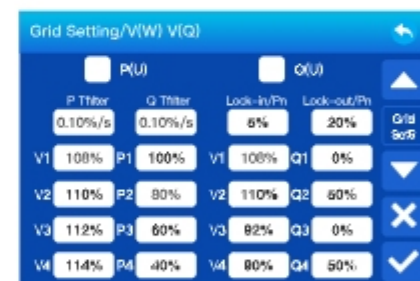 Grid Setting/V(W) V(Q)
P(U) Q(U)
P Tfilter Q Tfilter Lock-in/Pn Lock-out/Pn
0.10%/s 0.10%/s 5% 20%
Grid
Set5
V1 108% P1 100% V1 108% Q1 0%
V2 110% P2 80% V2 110% Q2 50%
V3 112% P3 60% V3 92% Q3 0%
V4 114% P4 40% V4 90% Q4 50%